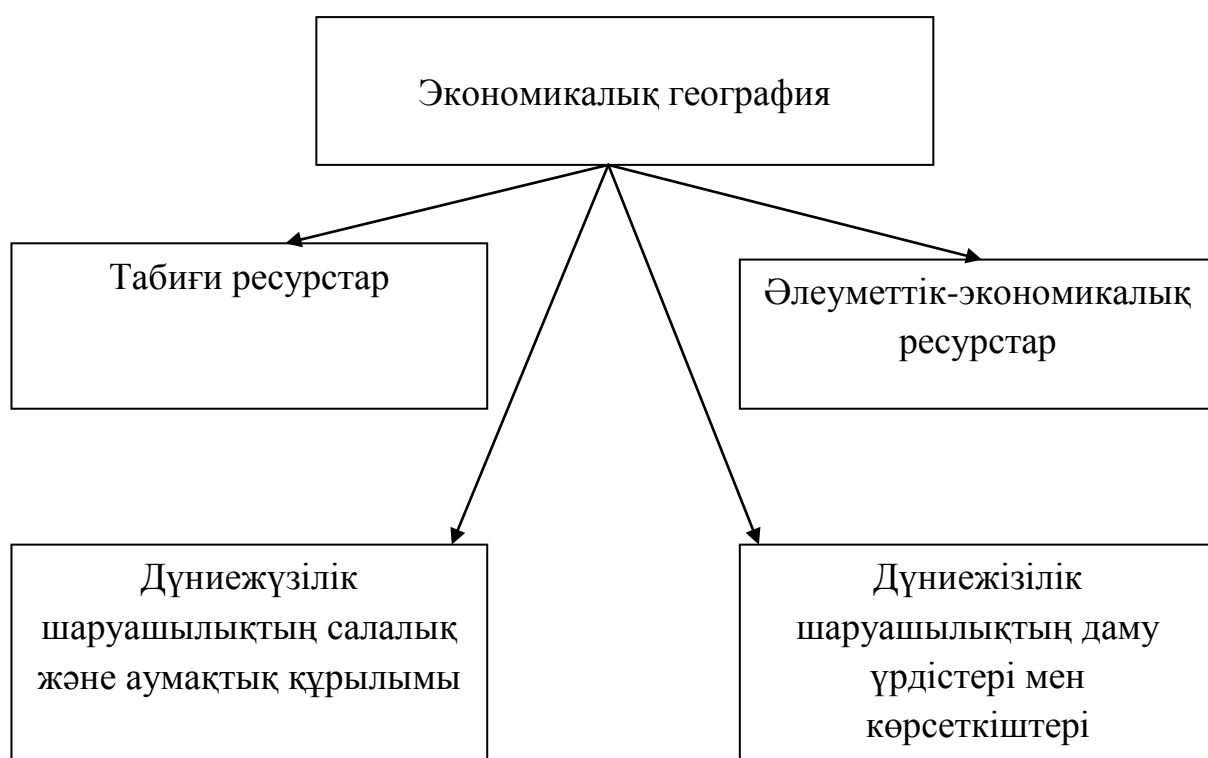 Экономикалық география
Табиғи ресурстар
Әлеуметтік-экономикалық
ресурстар
Дүниежүзілік
шаруашылықтың салалық
және аумақтық құрылымы
Дүниежізілік
шаруашылықтың даму
үрдістері мен
көрсеткіштері